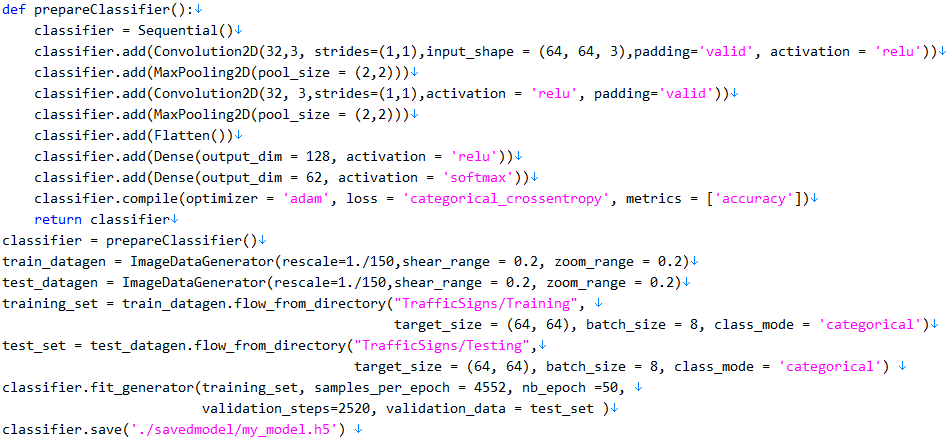 def prepareClassifier():↓
    classifier = Sequential()↓
    classifier.add(Convolution2D(32,3, strides=(1,1),input_shape = (64, 64, 3),padding='valid', activation = 'relu'))↓
    classifier.add(MaxPooling2D(pool_size = (2,2)))↓
    classifier.add(Convolution2D(32, 3,strides=(1,1),activation = 'relu', padding='valid'))↓
    classifier.add(MaxPooling2D(pool_size = (2,2)))↓
    classifier.add(Flatten())↓
    classifier.add(Dense(output_dim = 128, activation = 'relu'))↓
    classifier.add(Dense(output_dim = 62, activation = 'softmax'))↓
    classifier.compile(optimizer = 'adam', loss = 'categorical_crossentropy', metrics = ['accuracy'])↓
    return classifier↓
classifier = prepareClassifier()↓
train_datagen = ImageDataGenerator(rescale=1./150,shear_range = 0.2, zoom_range = 0.2)↓
test_datagen = ImageDataGenerator(rescale=1./150,shear_range = 0.2, zoom_range = 0.2)↓
training_set = train_datagen.flow_from_directory("TrafficSigns/Training", ↓
                                                 target_size = (64, 64), batch_size = 8, class_mode = 'categorical')↓
test_set = test_datagen.flow_from_directory("TrafficSigns/Testing",↓
                                            target_size = (64, 64), batch_size = 8, class_mode = 'categorical') ↓
classifier.fit_generator(training_set, samples_per_epoch = 4552, nb_epoch =50, ↓
                         validation_steps=2520, validation_data = test_set )↓
classifier.save('./savedmodel/my_model.h5') ↓